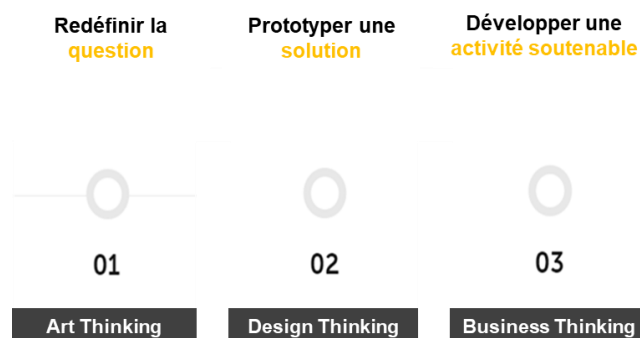 Redéfinir la
question
Prototyper une
solution
Développer une
activité soutenable
01
02
03
Art Thinking
Design Thinking
Business Thinking